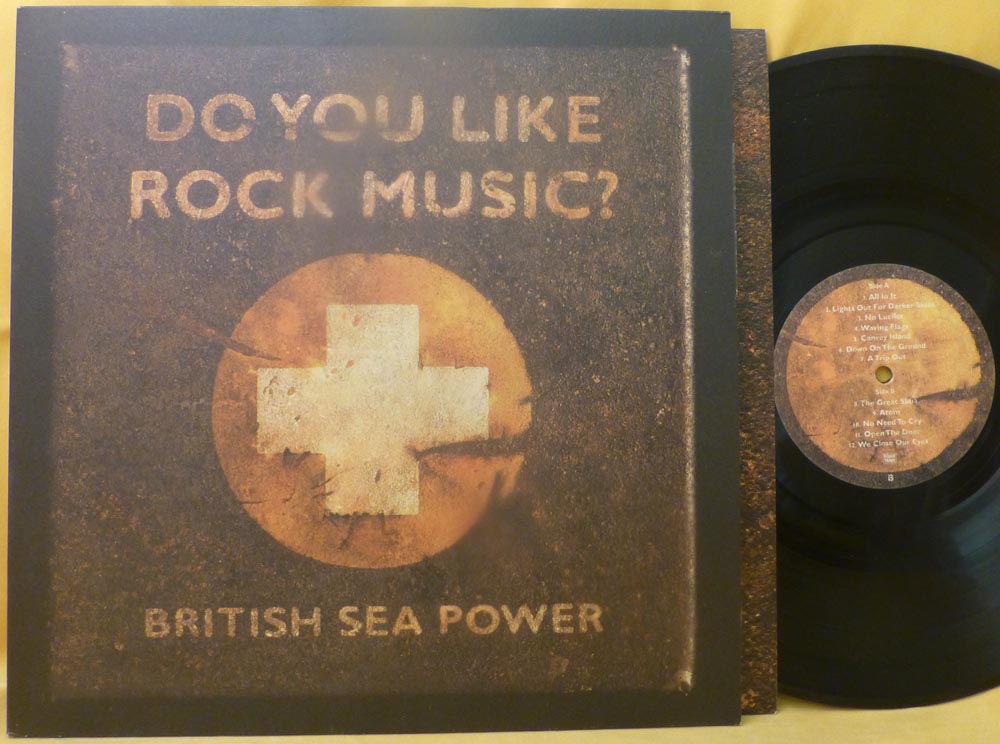 DO YOU LIKE
ROCK MUSIC?
BRITISH SEA POWER
Side A
1. All In It
2. Lights Out For Darker Skies
3. No Lucifer
4. Waving Flags
5. Canvey Island
6. Down On The Ground
7. A Trip Out
Side B
8. The Great Skua
9. Atom
10. No Need To Cry
11. Open The Door
12. We Close Our Eyes
B